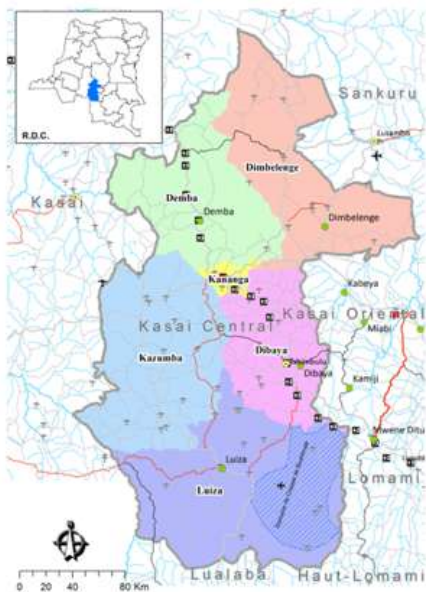 R.D.C.
Sankuru
Lusambo
Kasai
Dimbelenge
Demba
Demba
Dimbelenge
Kananga
Kabeya
Kasai Oriental
Kasai Central
Miabi
Kazumba
Dibaya
Dibaya
Kamiji
Mwene Ditu
Luiza
Luiza
Lomami
Lualaba
Haut-Lomami
0 20 40 80 Km